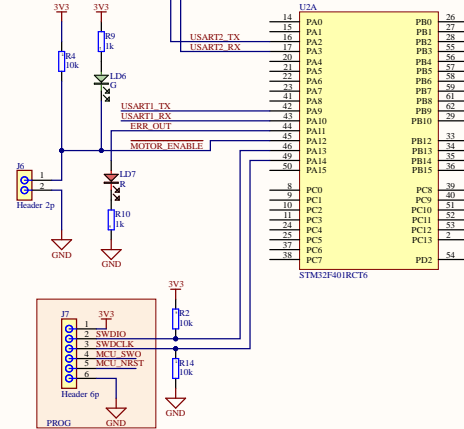 3V3 3V3
U2A
R4
10k
R9
1k
LD6
G
USART2_TX
USART2_RX
USART1_TX
USART1_RX
ERR_OUT
MOTOR_ENABLE
J6
1
2
Header 2p
LD7
R
R10
1k
GND
GND
14 PA0 PB0 26
15 PA1 PB1 27
16 PA2 PB2 28
17 PA3 PB3 55
20 PA4 PB4 56
21 PA5 PB5 57
22 PA6 PB6 58
23 PA7 PB7 59
41 PA8 PB8 61
42 PA9 PB9 62
43 PA10 PB10 29
44 PA11
45 PA12 PB12 33
46 PA13 PB13 34
49 PA14 PB14 35
50 PA15 PB15 36
8 PC0 PC8 39
9 PC1 PC9 40
10 PC2 PC10 51
11 PC3 PC11 52
24 PC4 PC12 53
25 PC5 PC13 2
37 PC6
38 PC7 PD2 54
STM32F401RCT6
3V3
R2
10k
R14
10k
GND
J7
3V3
1
2 SWDIO
3 SWDCLK
4 MCU_SWO
5 MCU_NRST
6
Header 6p
PROG
GND